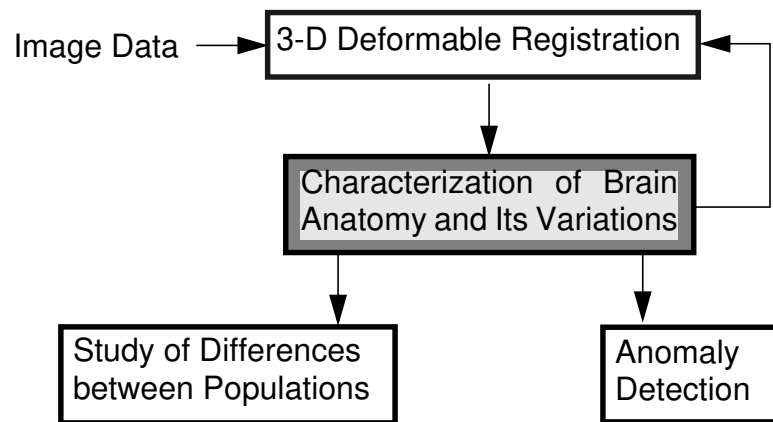 Image Data
3-D Deformable Registration
Characterization of Brain
Anatomy and Its Variations
Study of Differences
between Populations
Anomaly
Detection